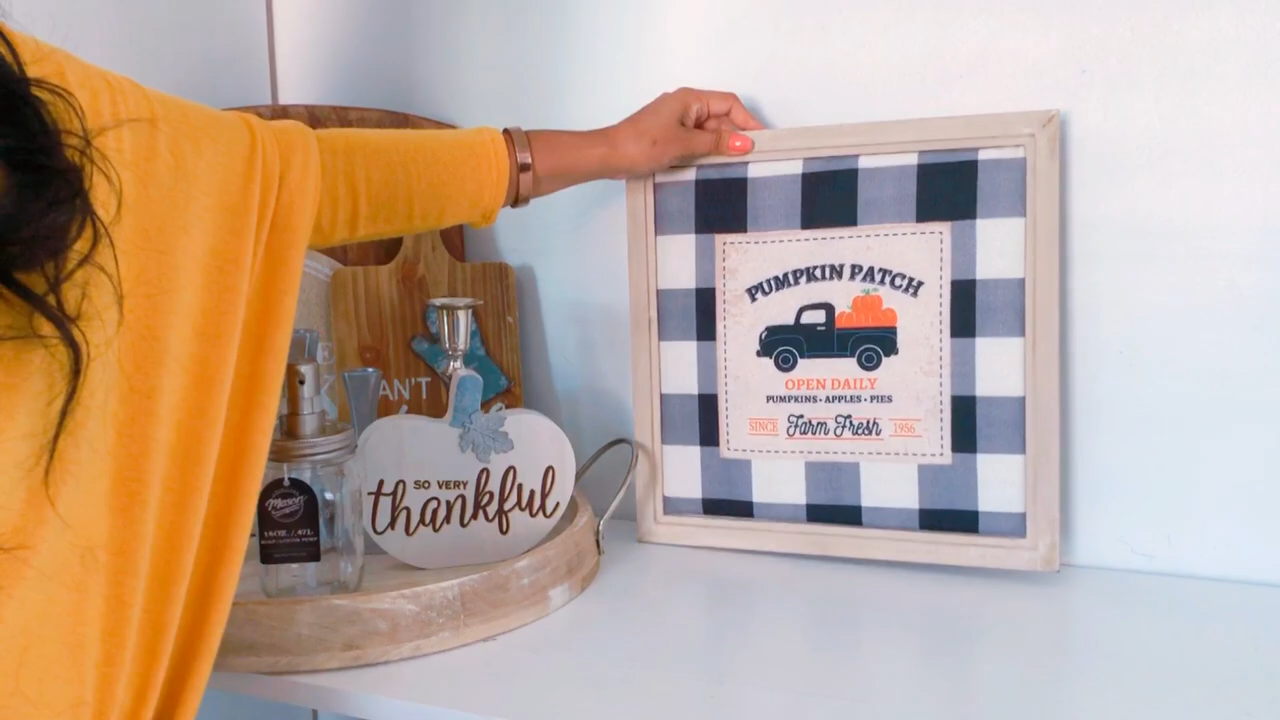 PUMPKIN PATCH
OPEN DAILY
PUMPKINS • APPLES • PIES
SINCE Farm Fresh 1956
AN'T
SO VERY
thankful
Mason